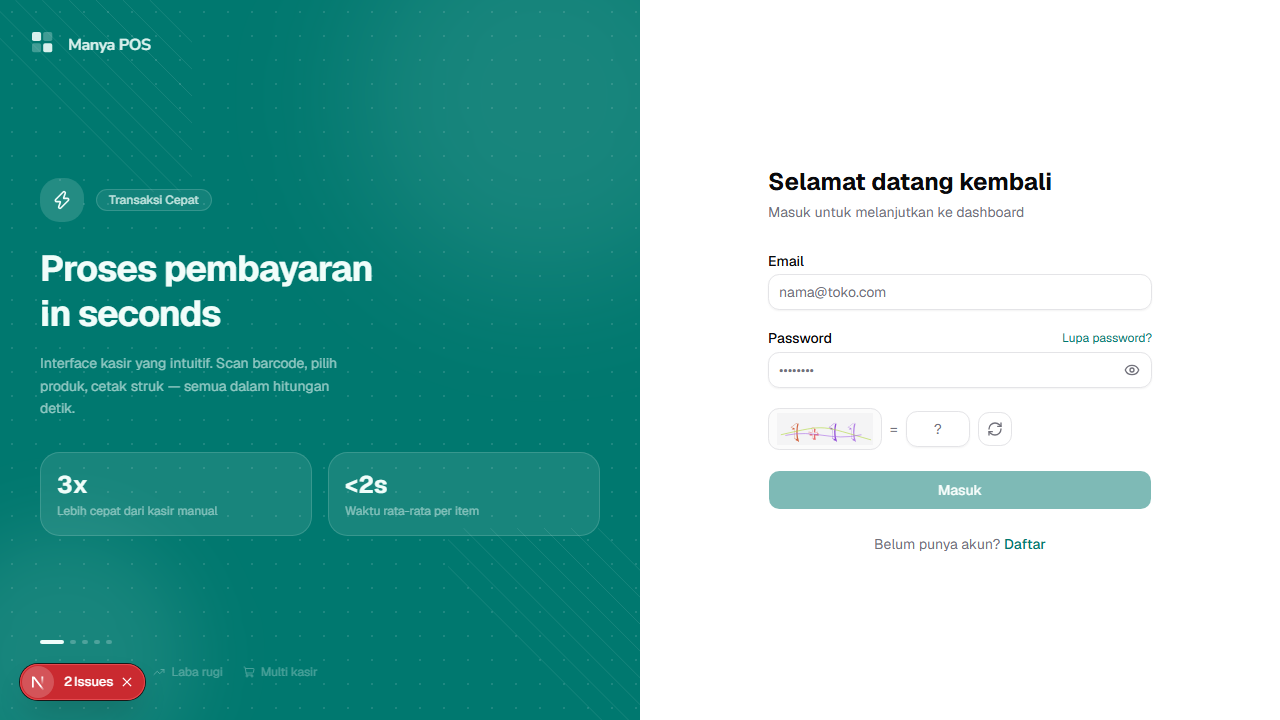 Manya POS
Transaksi Cepat
Proses pembayaran
in seconds
Interface kasir yang intuitif. Scan barcode, pilih
produk, cetak struk — semua dalam hitungan
detik.
3x
Lebih cepat dari kasir manual
<2s
Waktu rata-rata per item
Laba rugi
Multi kasir
N
2 Issues
Selamat datang kembali
Masuk untuk melanjutkan ke dashboard
Email
nama@toko.com
Password
Lupa password?
••••••••
= ?
Masuk
Belum punya akun? Daftar